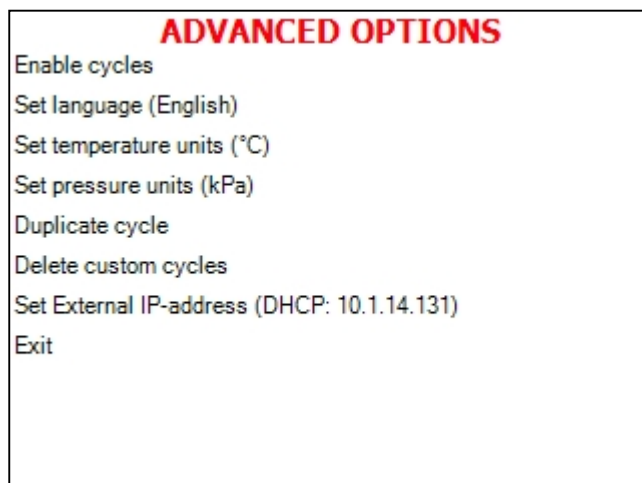 ADVANCED OPTIONS
Enable cycles
Set language (English)
Set temperature units (°C)
Set pressure units (kPa)
Duplicate cycle
Delete custom cycles
Set External IP-address (DHCP: 10.1.14.131)
Exit